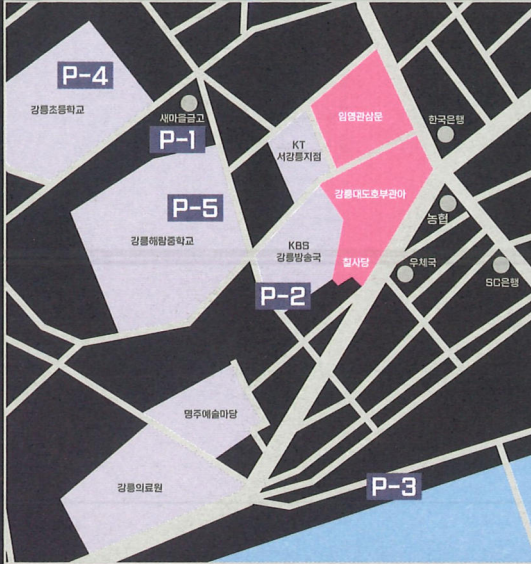 P-4
강릉초등학교
새마을금고
P-1
임영관삼문
한국은행
KT
서강릉지점
강릉대도호부관아
P-5
농협
강릉해람중학교
KBS
강릉방송국
칠사당
우체국
SC은행
P-2
명주예술마당
강릉의료원
P-3